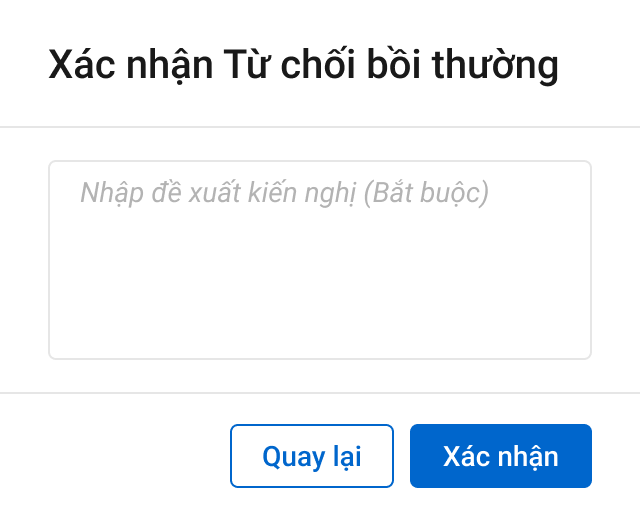 Xác nhận Từ chối bồi thường
Nhập đề xuất kiến nghị (Bắt buộc)
Quay lại
Xác nhận